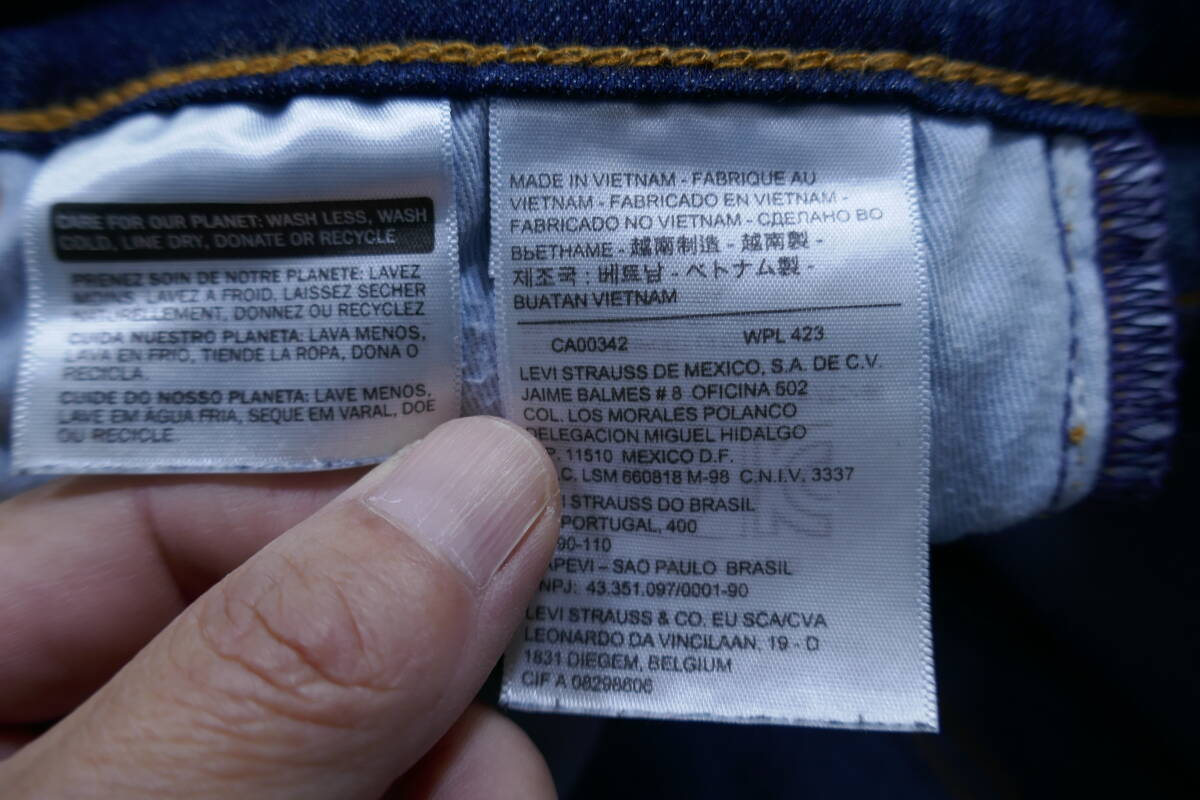 CARE FOR OUR PLANET: WASH LESS, WASH
COLD, LINE DRY, DONATE OR RECYCLE
PRENEZ SOIN DE NOTRE PLANETE: LAVEZ
MOINS, LAVEZ A FROID, LAISSEZ SECHER
NATURELLEMENT, DONNEZ OU RECYCLEZ
CUIDA NUESTRO PLANETA: LAVA MENOS,
LAVA EN FRIO, TIENDE LA ROPA, DONA O
RECICLA.
CUIDE DO NOSSO PLANETA: LAVE MENOS,
LAVE EM AGUA FRIA, SEQUE EM VARAL, DOE
OU RECICLE
MADE IN VIETNAM - FABRIQUE AU
VIETNAM - FABRICADO EN VIETNAM -
FABRICADO NO VIETNAM - СДЕЛАНО ВО
ВЬЕТНАМЕ - 越南制造 - 越南製 -
제조국 : 베트남 - ベトナム製 -
BUATAN VIETNAM
CA00342 WPL 423
LEVI STRAUSS DE MEXICO, S.A. DE C.V.
JAIME BALMES # 8 OFICINA 602
COL. LOS MORALES POLANCO
DELEGACION MIGUEL HIDALGO
P. 11510 MEXICO D.F.
C. LSM 660818 M-98 C.N.I.V. 3337
I STRAUSS DO BRASIL
PORTUGAL, 400
90-110
APEVI – SAO PAULO BRASIL
NPJ: 43.351.097/0001-90
LEVI STRAUSS & CO. EU SCA/CVA
LEONARDO DA VINCILAAN, 19 - D
1831 DIEGEM, BELGIUM
CIF A 08298606